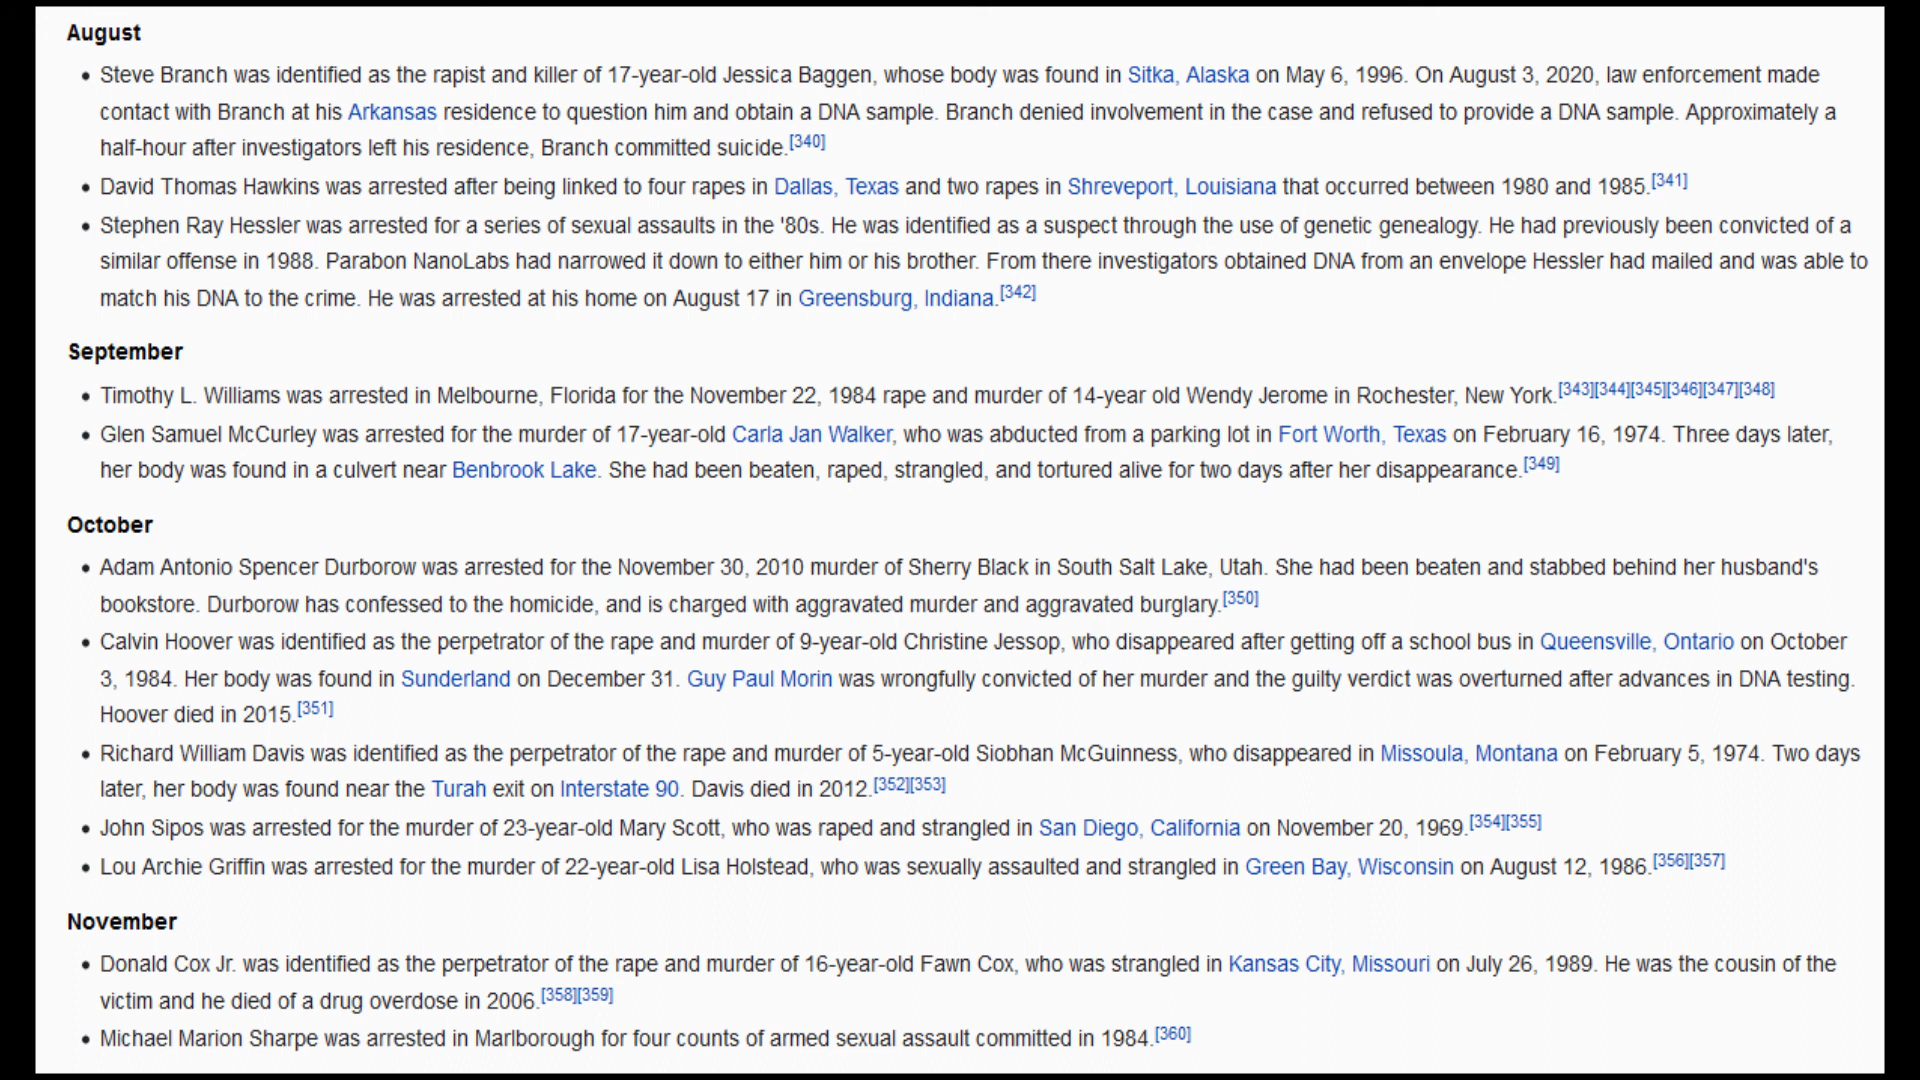 August
• Steve Branch was identified as the rapist and killer of 17-year-old Jessica Baggen, whose body was found in Sitka, Alaska on May 6, 1996. On August 3, 2020, law enforcement made
contact with Branch at his Arkansas residence to question him and obtain a DNA sample. Branch denied involvement in the case and refused to provide a DNA sample. Approximately a
half-hour after investigators left his residence, Branch committed suicide.[340]
• David Thomas Hawkins was arrested after being linked to four rapes in Dallas, Texas and two rapes in Shreveport, Louisiana that occurred between 1980 and 1985.[341]
• Stephen Ray Hessler was arrested for a series of sexual assaults in the '80s. He was identified as a suspect through the use of genetic genealogy. He had previously been convicted of a
similar offense in 1988. Parabon NanoLabs had narrowed it down to either him or his brother. From there investigators obtained DNA from an envelope Hessler had mailed and was able to
match his DNA to the crime. He was arrested at his home on August 17 in Greensburg, Indiana.[342]
September
• Timothy L. Williams was arrested in Melbourne, Florida for the November 22, 1984 rape and murder of 14-year old Wendy Jerome in Rochester, New York.[343][344][345][346][347][348]
• Glen Samuel McCurley was arrested for the murder of 17-year-old Carla Jan Walker, who was abducted from a parking lot in Fort Worth, Texas on February 16, 1974. Three days later,
her body was found in a culvert near Benbrook Lake. She had been beaten, raped, strangled, and tortured alive for two days after her disappearance.[349]
October
• Adam Antonio Spencer Durborow was arrested for the November 30, 2010 murder of Sherry Black in South Salt Lake, Utah. She had been beaten and stabbed behind her husband's
bookstore. Durborow has confessed to the homicide, and is charged with aggravated murder and aggravated burglary.[350]
• Calvin Hoover was identified as the perpetrator of the rape and murder of 9-year-old Christine Jessop, who disappeared after getting off a school bus in Queensville, Ontario on October
3, 1984. Her body was found in Sunderland on December 31. Guy Paul Morin was wrongfully convicted of her murder and the guilty verdict was overturned after advances in DNA testing.
Hoover died in 2015.[351]
• Richard William Davis was identified as the perpetrator of the rape and murder of 5-year-old Siobhan McGuinness, who disappeared in Missoula, Montana on February 5, 1974. Two days
later, her body was found near the Turah exit on Interstate 90. Davis died in 2012.[352][353]
• John Sipos was arrested for the murder of 23-year-old Mary Scott, who was raped and strangled in San Diego, California on November 20, 1969.[354][355]
• Lou Archie Griffin was arrested for the murder of 22-year-old Lisa Holstead, who was sexually assaulted and strangled in Green Bay, Wisconsin on August 12, 1986.[356][357]
November
• Donald Cox Jr. was identified as the perpetrator of the rape and murder of 16-year-old Fawn Cox, who was strangled in Kansas City, Missouri on July 26, 1989. He was the cousin of the
victim and he died of a drug overdose in 2006.[358][359]
• Michael Marion Sharpe was arrested in Marlborough for four counts of armed sexual assault committed in 1984.[360]